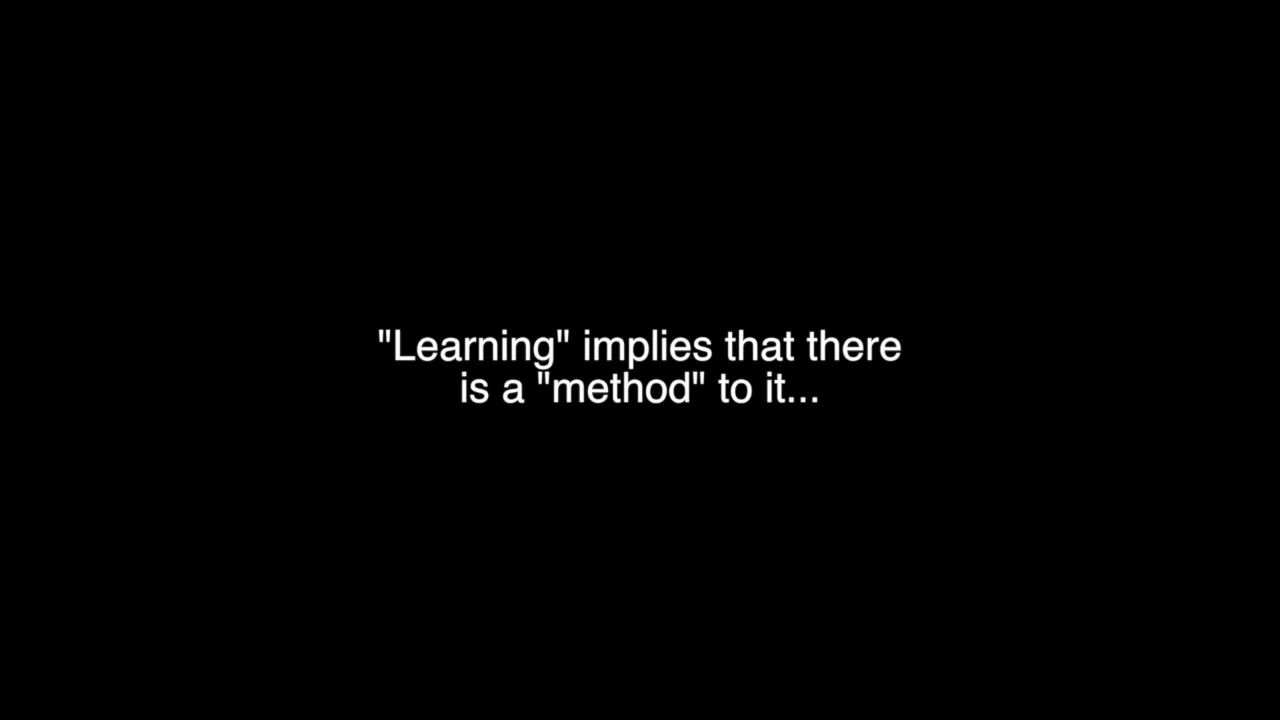 "Learning" implies that there
is a "method" to it...